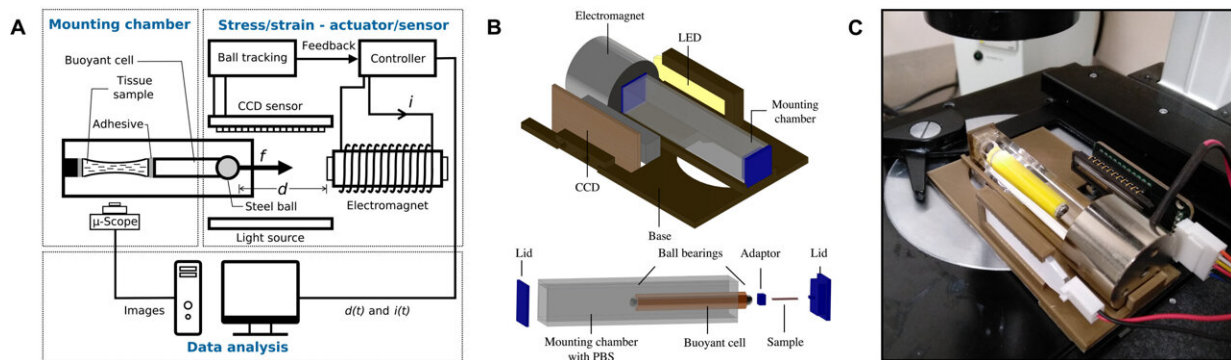 A
Mounting chamber
Buoyant cell
Tissue
sample
Adhesive
μ-Scope
Stress/strain - actuator/sensor
Ball tracking
Feedback
Controller
CCD sensor
i
f
d
Steel ball
Electromagnet
Light source
Images
d(t) and i(t)
Data analysis
B
Electromagnet
LED
Mounting
chamber
CCD
Base
Lid
Ball bearings
Adaptor
Lid
Mounting chamber
with PBS
Buoyant cell
Sample
C